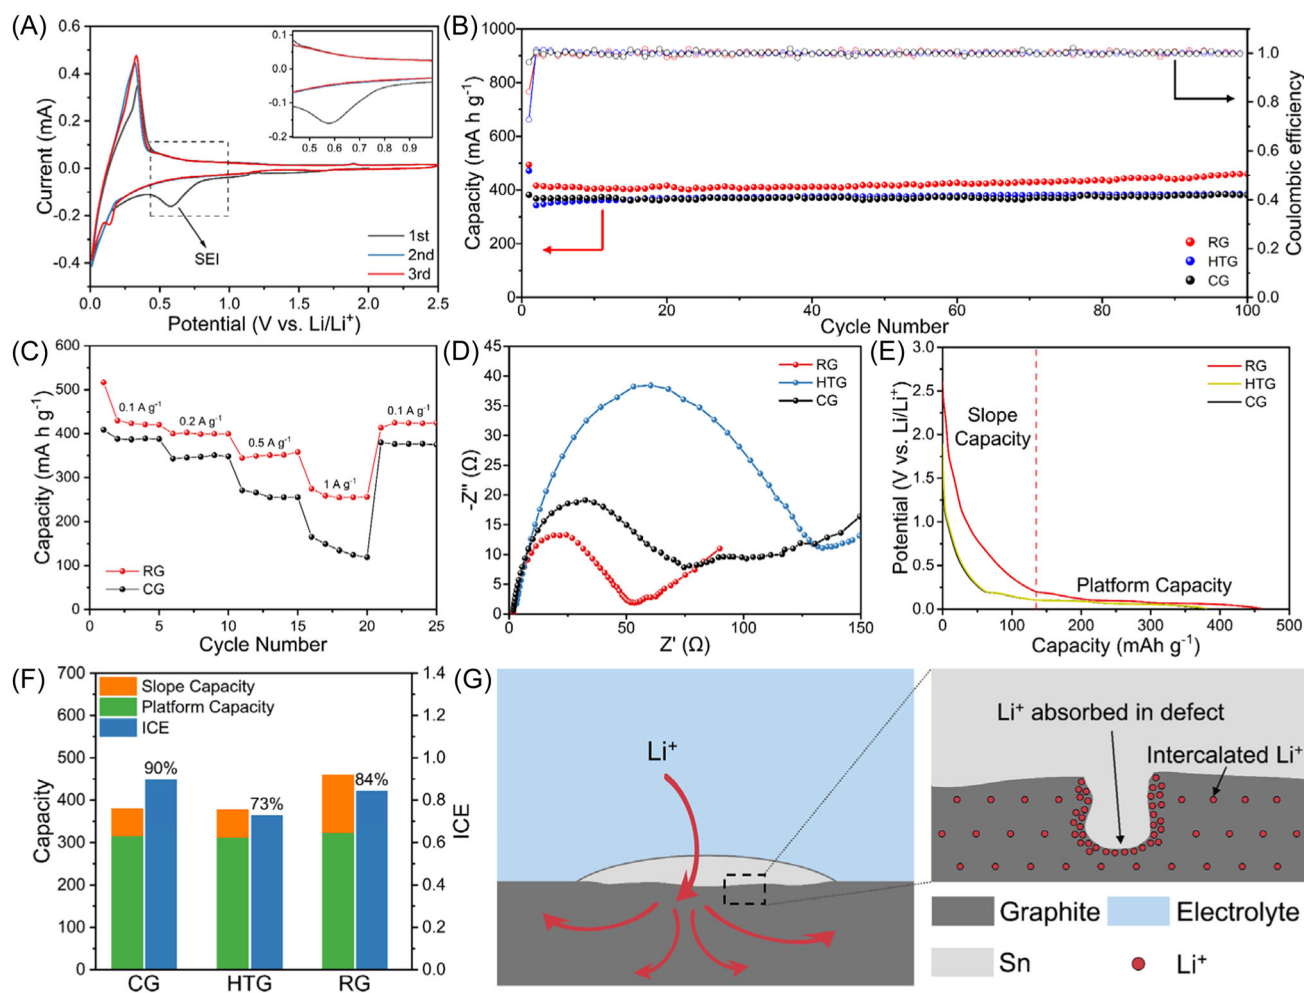 (A)
0.6
0.4
0.2
0.0
-0.2
-0.4
Current (mA)
0.1
0.0
-0.1
-0.2
0.5 0.6 0.7 0.8 0.9
SEI
1st
2nd
3rd
0.0 0.5 1.0 1.5 2.0 2.5
Potential (V vs. Li/Li⁺)
(B)
1000
800
600
400
200
0
Capacity (mA h g⁻¹)
1.0
0.8
0.6
0.4
0.2
0.0
Coulombic efficiency
RG
HTG
CG
0 20 40 60 80 100
Cycle Number
(C)
600
500
400
300
200
100
0
Capacity (mA h g⁻¹)
0.1 A g⁻¹
0.2 A g⁻¹
0.5 A g⁻¹
1 A g⁻¹
0.1 A g⁻¹
RG
CG
0 5 10 15 20 25
Cycle Number
(D)
45
40
35
30
25
20
15
10
5
0
-Z" (Ω)
RG
HTG
CG
0 50 100 150
Z' (Ω)
(E)
3.0
2.5
2.0
1.5
1.0
0.5
0.0
Potential (V vs. Li/Li⁺)
RG
HTG
CG
Slope
Capacity
Platform Capacity
0 100 200 300 400 500
Capacity (mAh g⁻¹)
(F)
700
600
500
400
300
200
100
0
Capacity
Slope Capacity
Platform Capacity
ICE
90%
73%
84%
1.4
1.2
1.0
0.8
0.6
0.4
0.2
0.0
ICE
CG HTG RG
(G)
Li⁺
Li⁺ absorbed in defect
Intercalated Li⁺
Graphite
Electrolyte
Sn
Li⁺